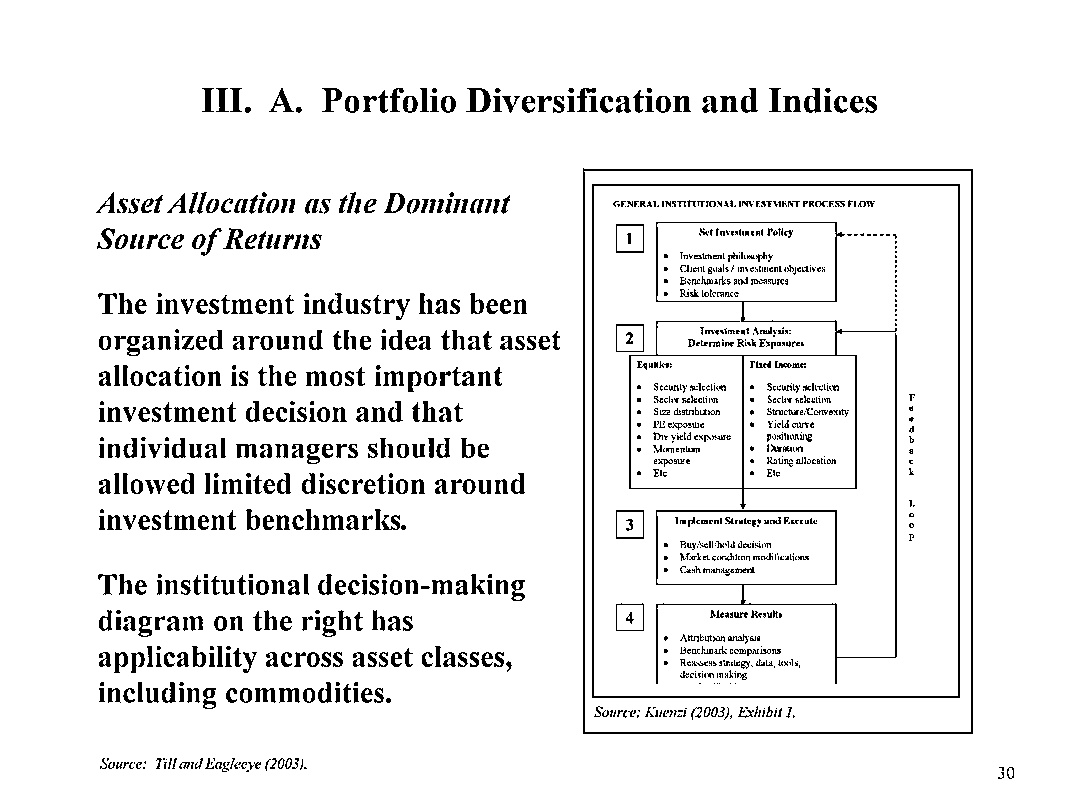 III. A. Portfolio Diversification and Indices
Asset Allocation as the Dominant
Source of Returns
The investment industry has been
organized around the idea that asset
allocation is the most important
investment decision and that
individual managers should be
allowed limited discretion around
investment benchmarks.
The institutional decision-making
diagram on the right has
applicability across asset classes,
including commodities.
Source: Till and Eagleeye (2003).
GENERAL INSTITUTIONAL INVESTMENT PROCESS FLOW
1
Set Investment Policy
• Investment philosophy
• Client goals / investment objectives
• Benchmarks and measures
• Risk tolerance
2
Investment Analysis:
Determine Risk Exposures
Equities:
• Security selection
• Sector selection
• Size distribution
• PE exposure
• Div yield exposure
• Momentum
exposure
• Etc
Fixed Income:
• Security selection
• Sector selection
• Structure/Convexity
• Yield curve
positioning
• Duration
• Rating allocation
• Etc
3
Implement Strategy and Execute
• Buy/sell/hold decision
• Market condition modifications
• Cash management
4
Measure Results
• Attribution analysis
• Benchmark comparisons
• Reassess strategy, data, tools,
decision making
Feedback Loop
Source: Kuenzi (2003), Exhibit 1.
30